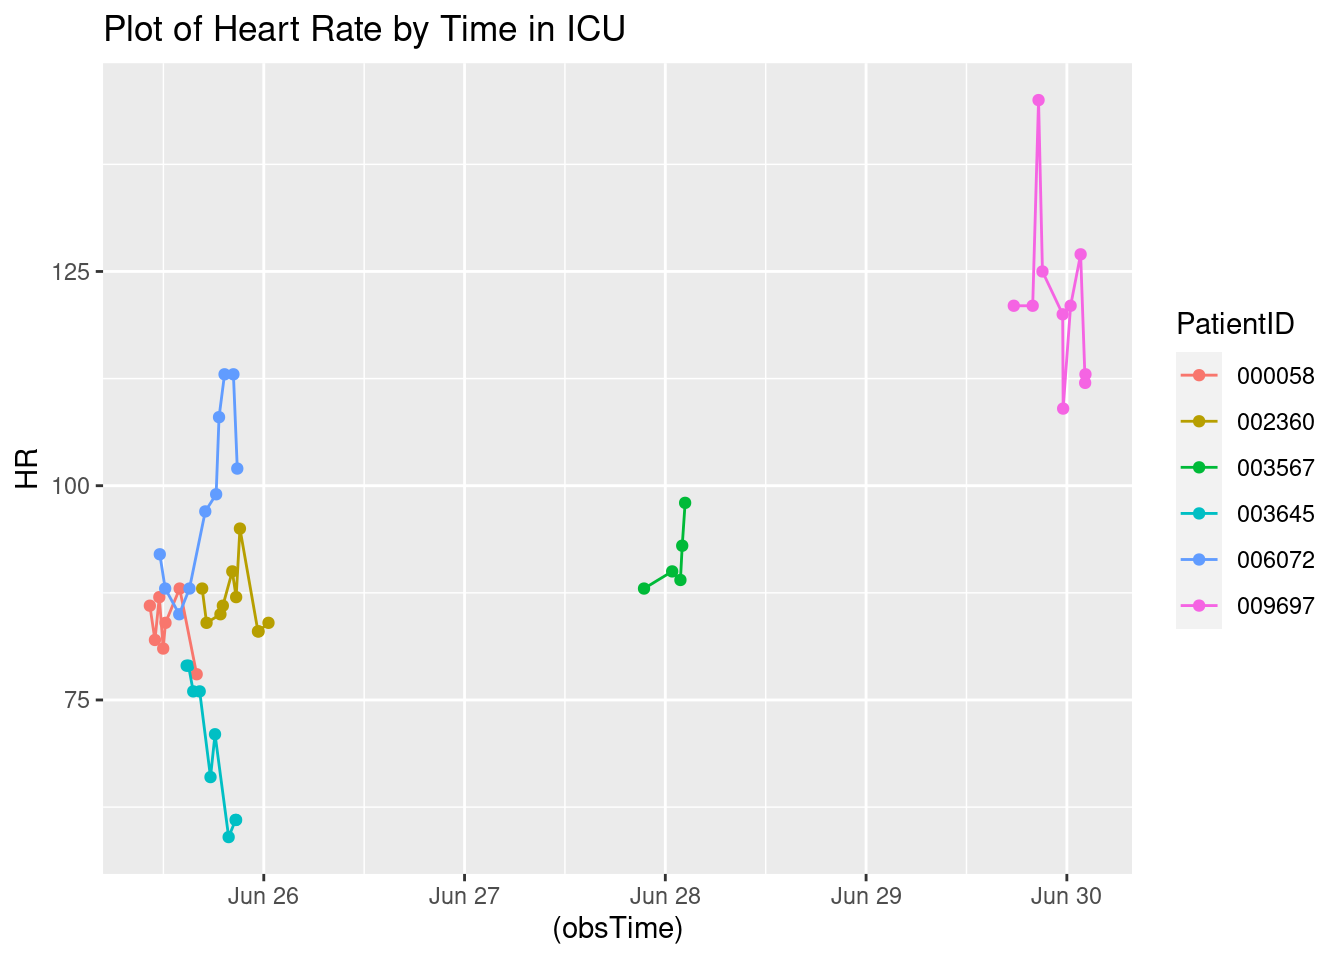 Plot of Heart Rate by Time in ICU
HR
125
100
75
Jun 26 Jun 27 Jun 28 Jun 29 Jun 30
(obsTime)
PatientID
000058
002360
003567
003645
006072
009697